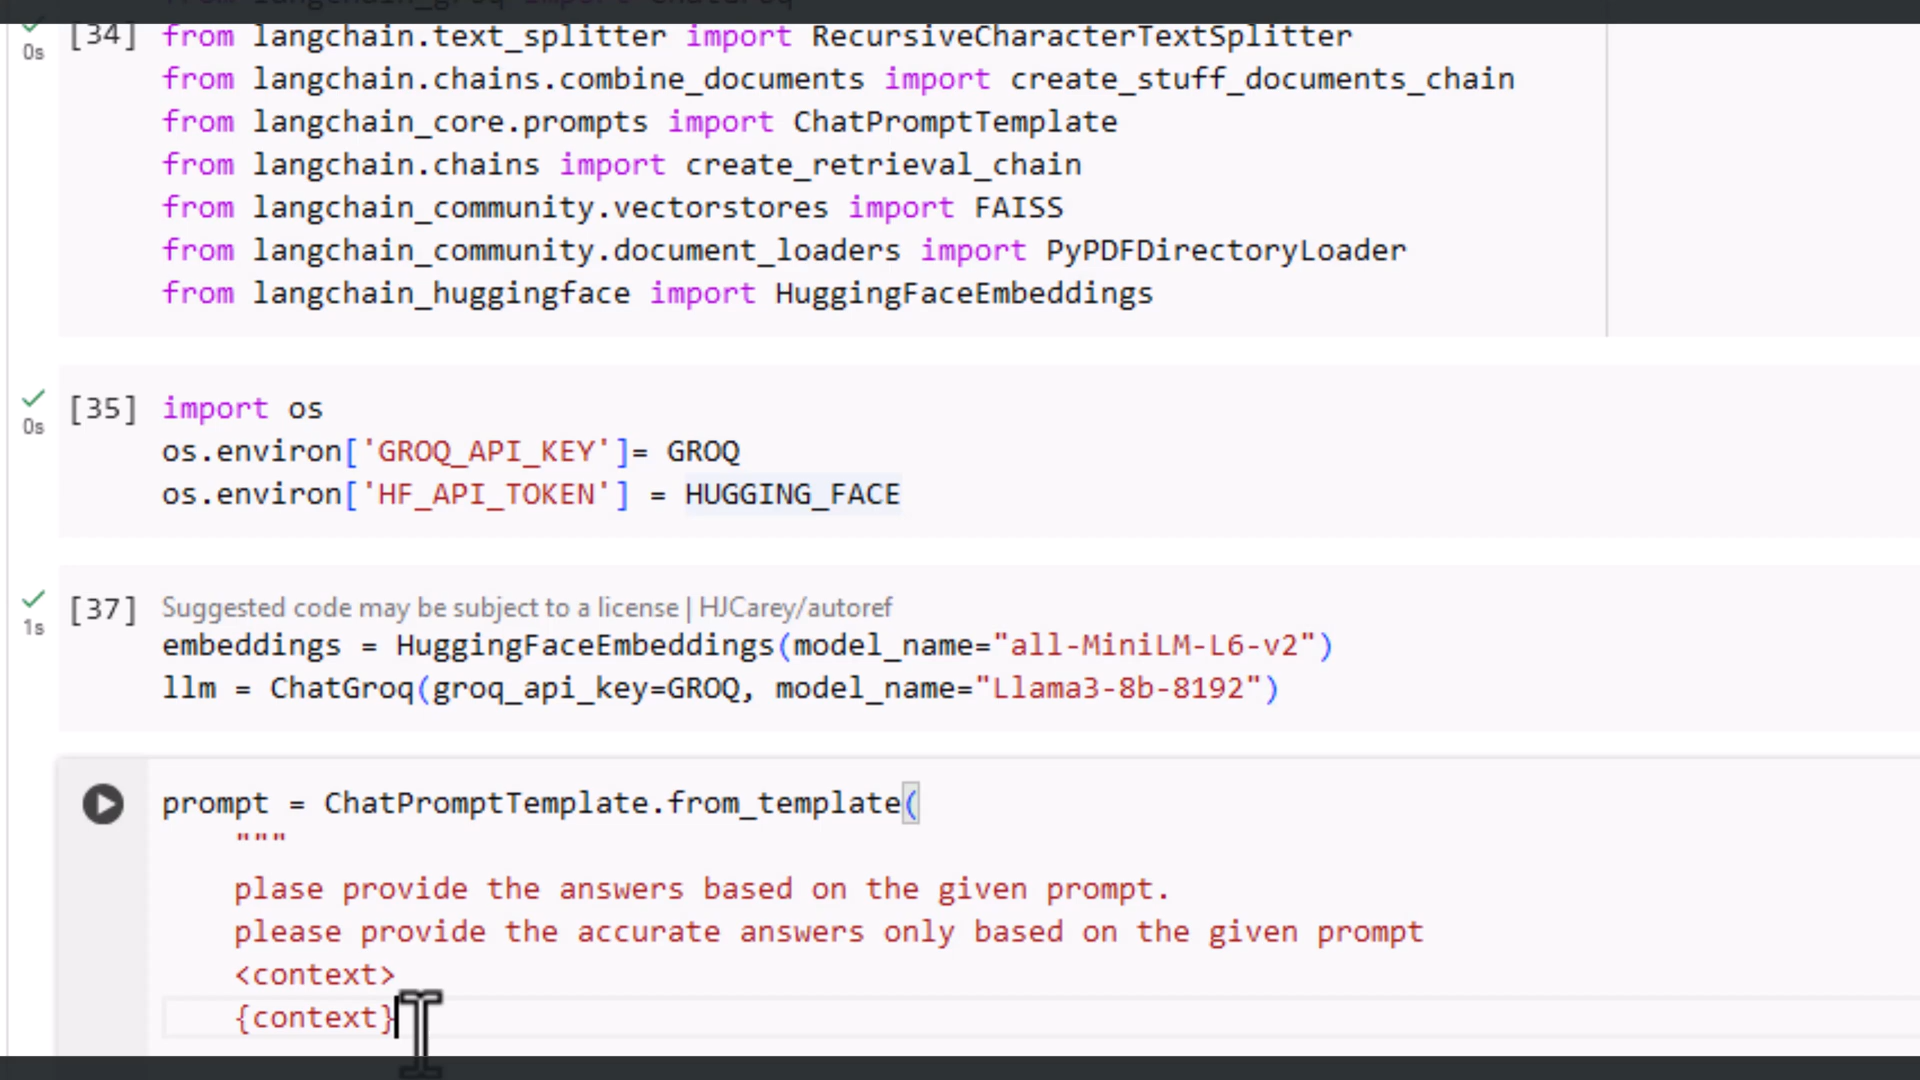 [34] from langchain.text_splitter import RecursiveCharacterTextSplitter
0s
from langchain.chains.combine_documents import create_stuff_documents_chain
from langchain_core.prompts import ChatPromptTemplate
from langchain.chains import create_retrieval_chain
from langchain_community.vectorstores import FAISS
from langchain_community.document_loaders import PyPDFDirectoryLoader
from langchain_huggingface import HuggingFaceEmbeddings
[35] import os
0s
os.environ['GROQ_API_KEY']= GROQ
os.environ['HF_API_TOKEN'] = HUGGING_FACE
[37] Suggested code may be subject to a license | HJCarey/autoref
1s
embeddings = HuggingFaceEmbeddings(model_name="all-MiniLM-L6-v2")
llm = ChatGroq(groq_api_key=GROQ, model_name="Llama3-8b-8192")
prompt = ChatPromptTemplate.from_template(
"""
plase provide the answers based on the given prompt.
please provide the accurate answers only based on the given prompt
<context>
{context}